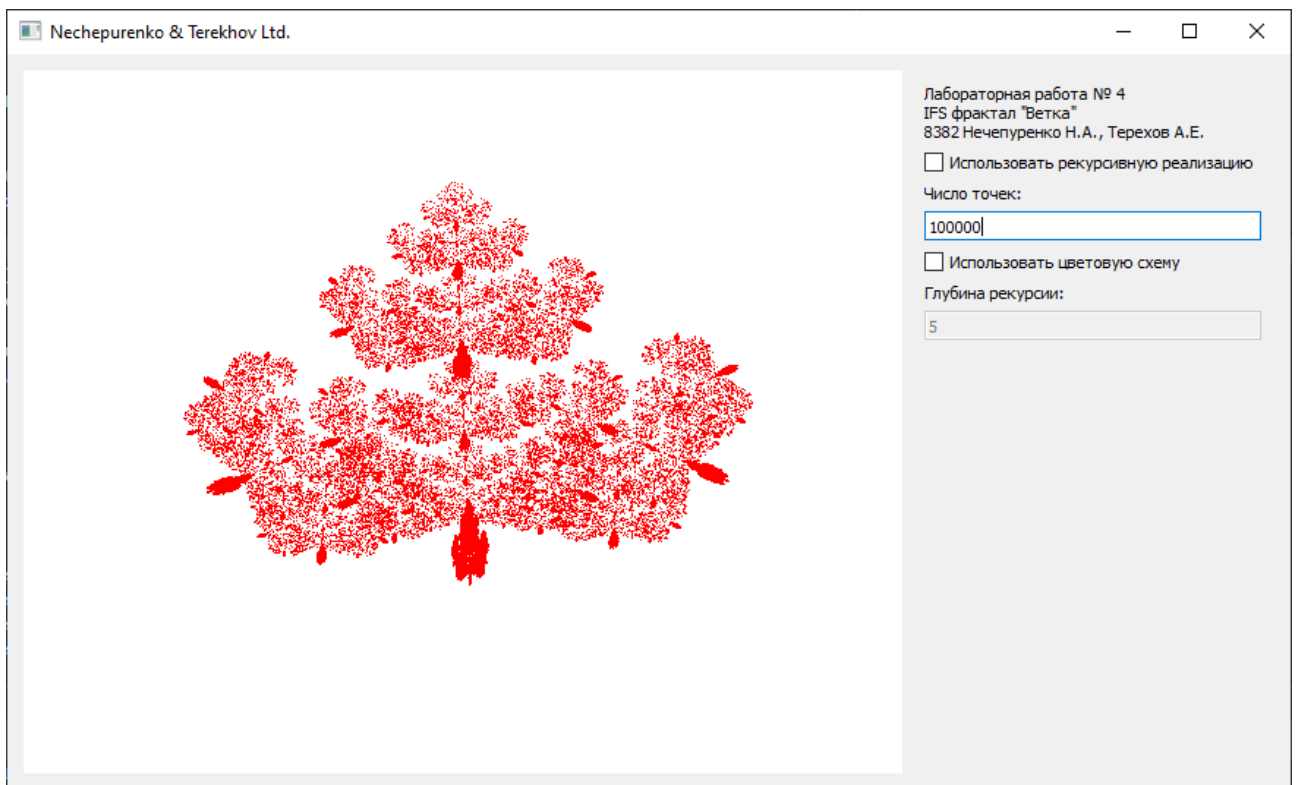 Nechepurenko & Terekhov Ltd.
Лабораторная работа № 4
IFS фрактал "Ветка"
8382 Нечепуренко Н.А., Терехов А.Е.
Использовать рекурсивную реализацию
Число точек:
100000
Использовать цветовую схему
Глубина рекурсии:
5